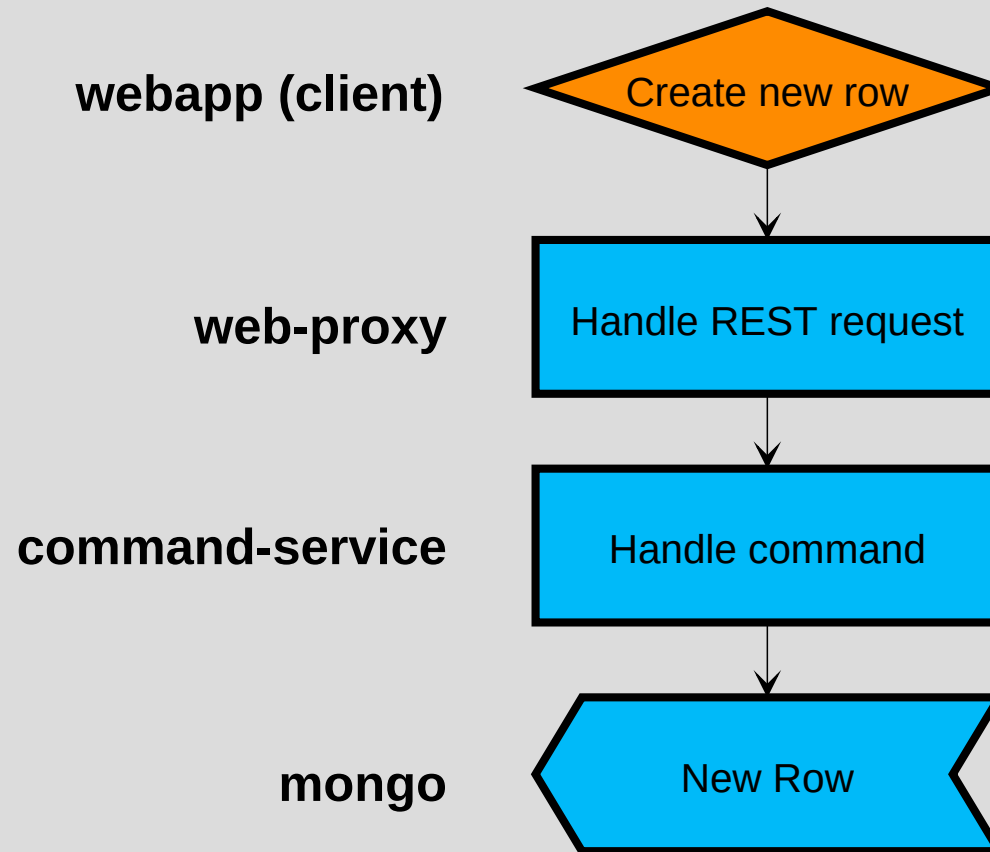 webapp (client)
Create new row
web-proxy
Handle REST request
command-service
Handle command
mongo
New Row